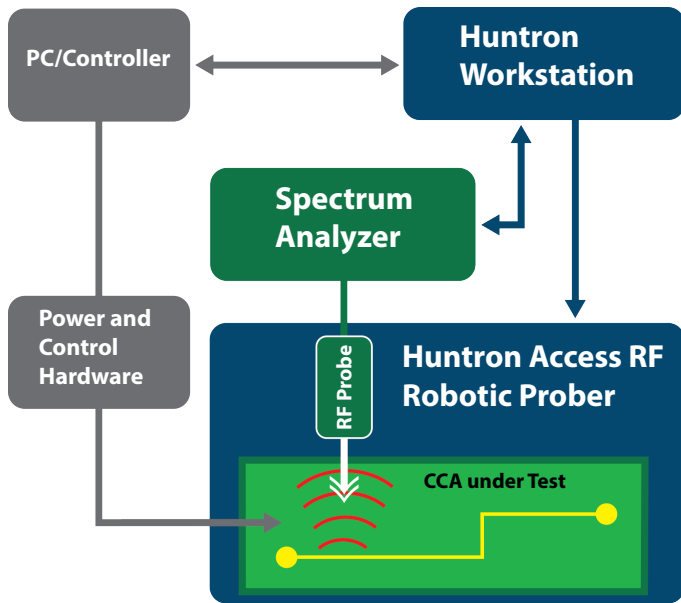 PC/Controller
Huntron
Workstation
Spectrum
Analyzer
Power and
Control
Hardware
RF Probe
Huntron Access RF
Robotic Prober
CCA under Test